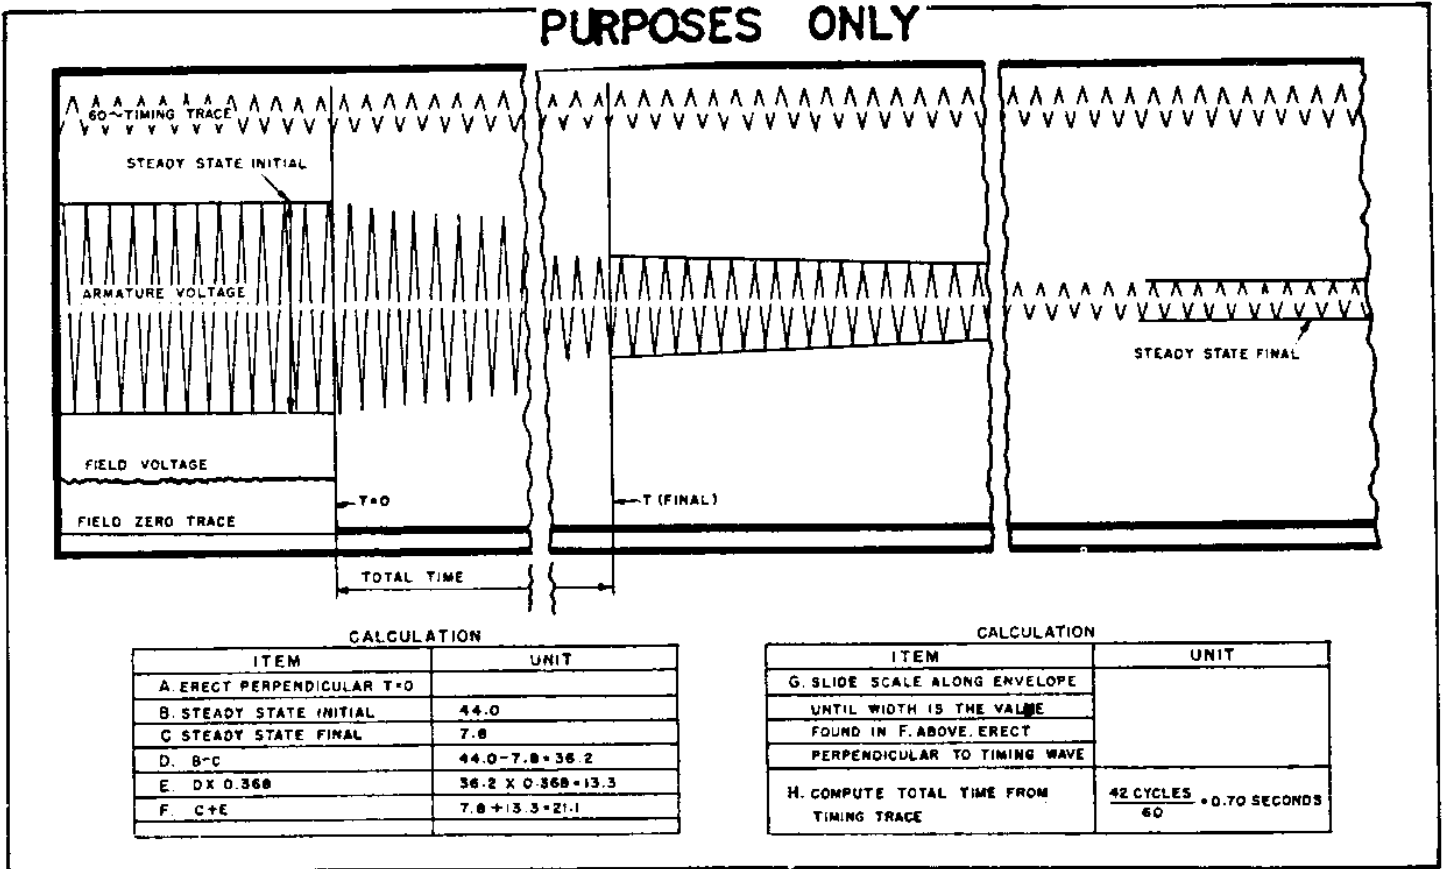 PURPOSES ONLY
60~TIMING TRACE
STEADY STATE INITIAL
ARMATURE VOLTAGE
STEADY STATE FINAL
FIELD VOLTAGE
T=0
T (FINAL)
FIELD ZERO TRACE
TOTAL TIME
CALCULATION
ITEM UNIT
A. ERECT PERPENDICULAR T=0
B. STEADY STATE INITIAL 44.0
C STEADY STATE FINAL 7.8
D. B-C 44.0-7.8=36.2
E. DX 0.368 36.2 X 0.368=13.3
F. C+E 7.8+13.3=21.1
CALCULATION
ITEM UNIT
G. SLIDE SCALE ALONG ENVELOPE
UNTIL WIDTH IS THE VALUE
FOUND IN F. ABOVE. ERECT
PERPENDICULAR TO TIMING WAVE
H. COMPUTE TOTAL TIME FROM
TIMING TRACE
42 CYCLES
60
=0.70 SECONDS